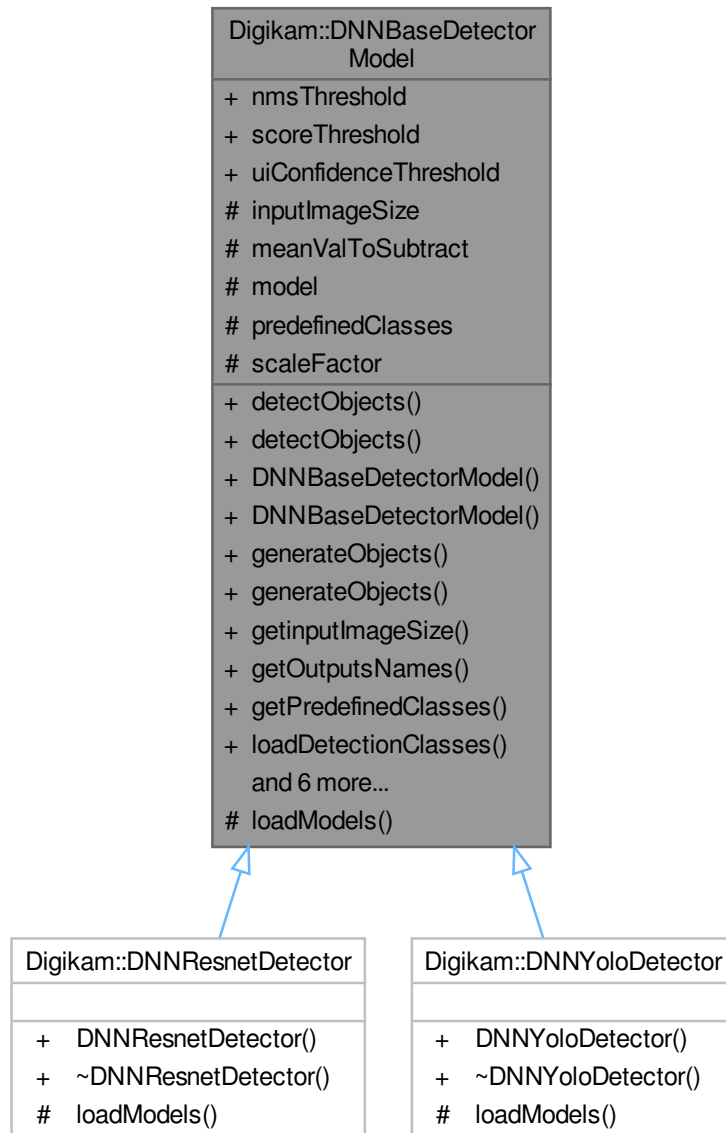 Digikam::DNNBaseDetector
Model
+ nmsThreshold
+ scoreThreshold
+ uiConfidenceThreshold
# inputImageSize
# meanValToSubtract
# model
# predefinedClasses
# scaleFactor
+ detectObjects()
+ detectObjects()
+ DNNBaseDetectorModel()
+ DNNBaseDetectorModel()
+ generateObjects()
+ generateObjects()
+ getinputImageSize()
+ getOutputsNames()
+ getPredefinedClasses()
+ loadDetectionClasses()
and 6 more...
# loadModels()
Digikam::DNNResnetDetector
+ DNNResnetDetector()
+ ~DNNResnetDetector()
# loadModels()
Digikam::DNNYoloDetector
+ DNNYoloDetector()
+ ~DNNYoloDetector()
# loadModels()